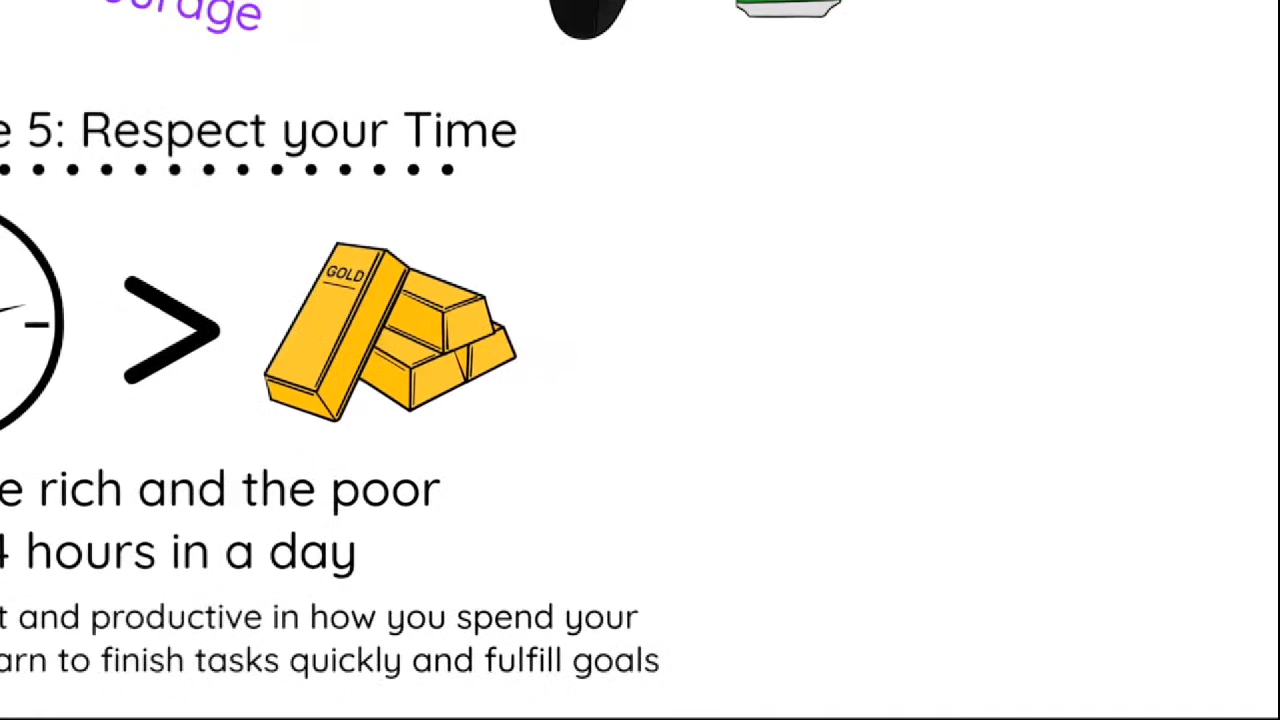 urage
e 5: Respect your Time
GOLD
>
e rich and the poor
4 hours in a day
t and productive in how you spend your
arn to finish tasks quickly and fulfill goals